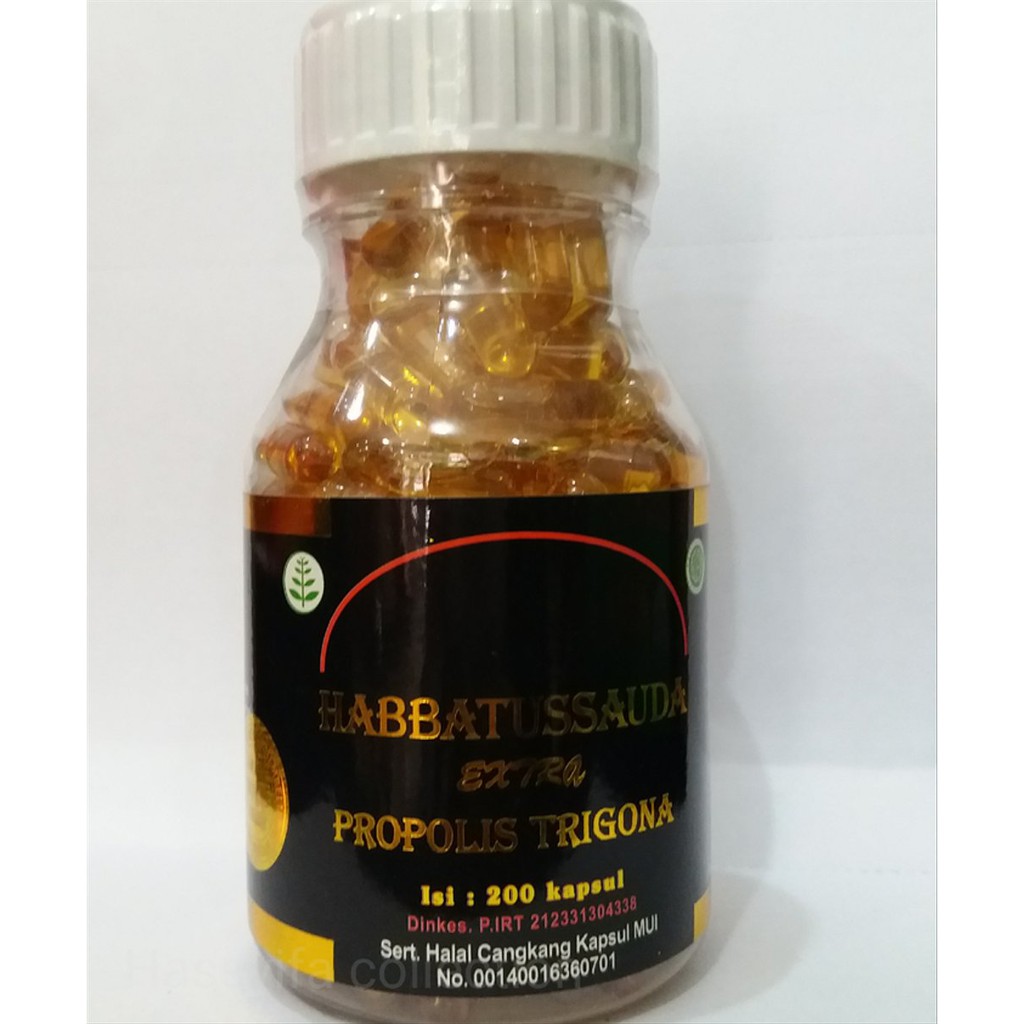 HABBATUSSAUDA
EXTRA
PROPOLIS TRIGONA
Isi : 200 kapsul
Dinkes. P.IRT 212331304338
Sert. Halal Cangkang Kapsul MUI
No. 00140016360701